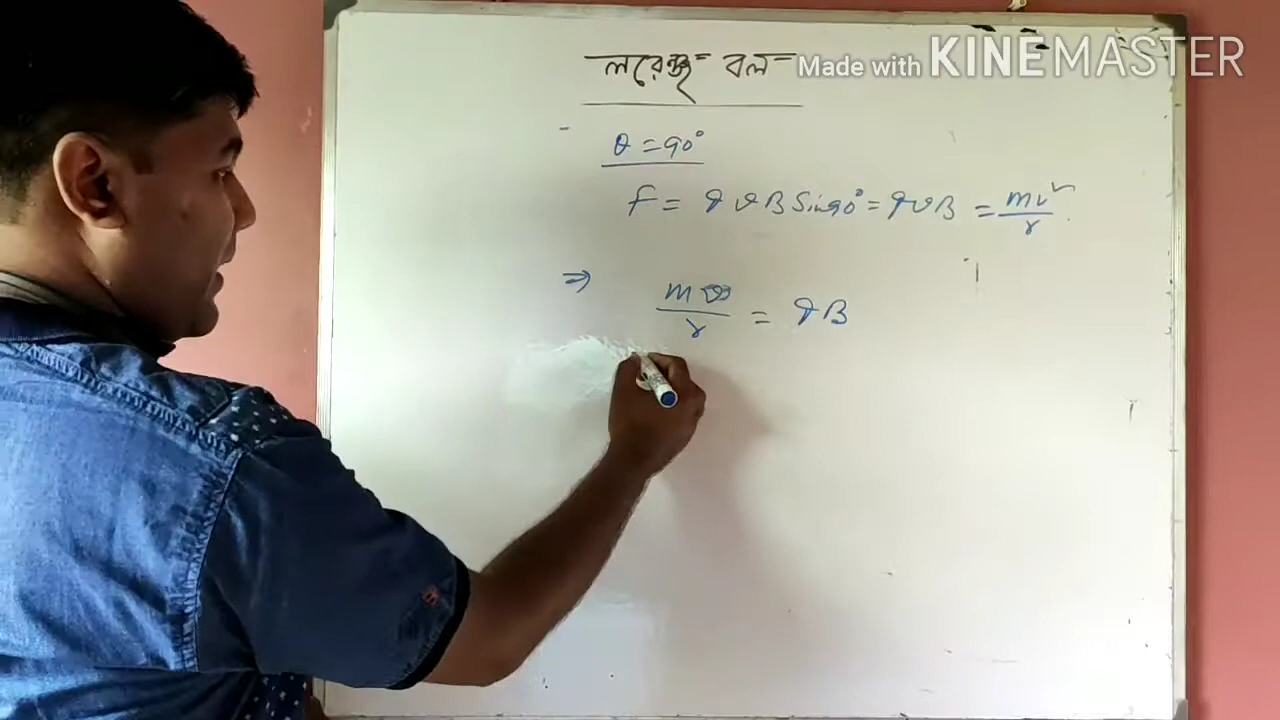 লরেঞ্জ বল Made with KINEMASTER
θ = 90°
F = qvB Sin90° = qvB = mv²/r
⇒ mv/r = qB